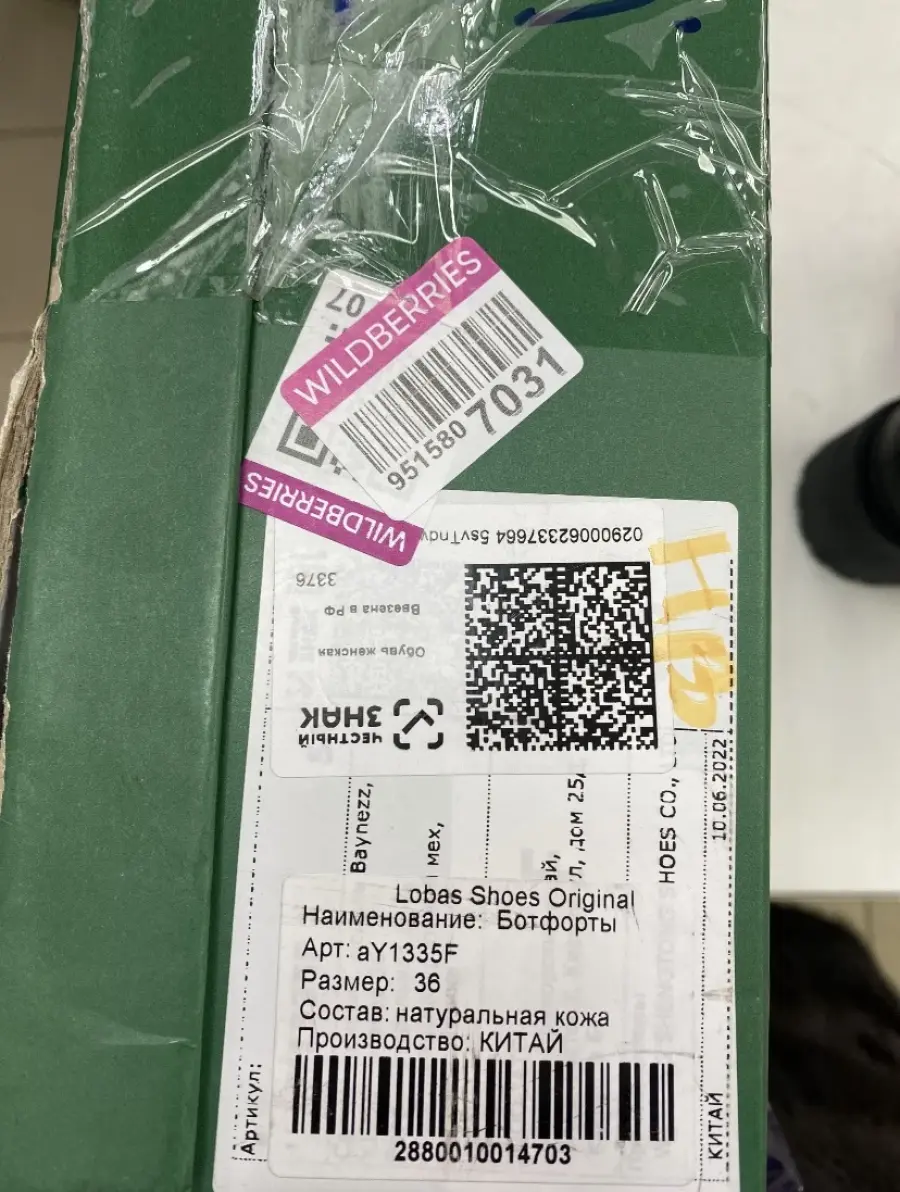 07
WILDBERRIES
951580 7031
WILDBERRIES
029000062337664 5svTndv
3376
Ввезена в РФ
Обувь женская
ЧЕСТНЫЙ
ЗНАК
НВ
Baynezz,
мех,
дом 25,
HOES CO.,
10.06.2022
Lobas Shoes Original
Наименование: Ботфорты
Арт: aY1335F
Размер: 36
Состав: натуральная кожа
Производство: КИТАЙ
2880010014703
Артикул:
КИТАЙ